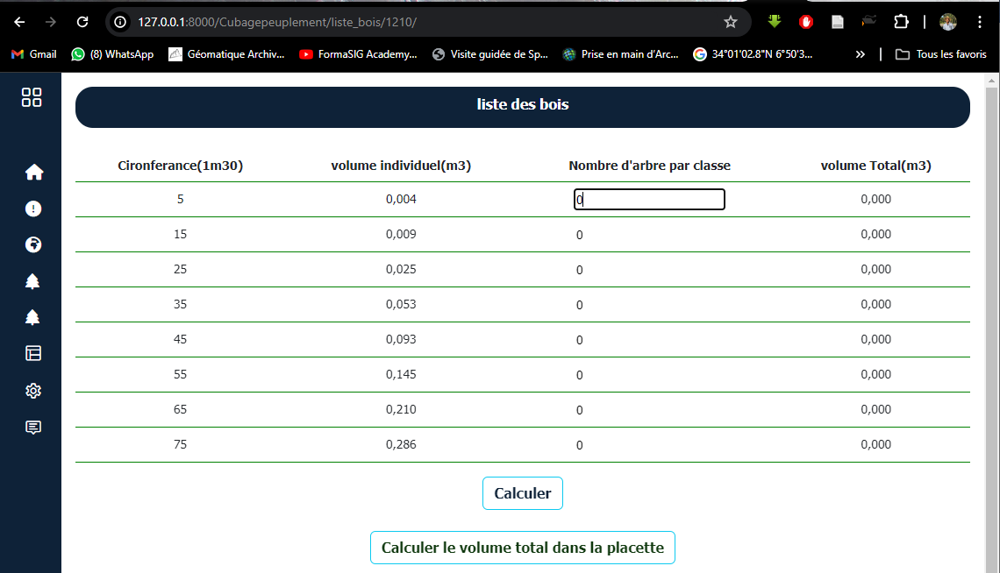 127.0.0.1:8000/Cubagepeuplement/liste_bois/1210/
Gmail (8) WhatsApp Géomatique Archiv... FormaSIG Academy... Visite guidée de Sp... Prise en main d'Arc... 34°01'02.8"N 6°50'3... » Tous les favoris
liste des bois
Cironferance(1m30) volume individuel(m3) Nombre d'arbre par classe volume Total(m3)
5 0,004 0 0,000
15 0,009 0 0,000
25 0,025 0 0,000
35 0,053 0 0,000
45 0,093 0 0,000
55 0,145 0 0,000
65 0,210 0 0,000
75 0,286 0 0,000
Calculer
Calculer le volume total dans la placette